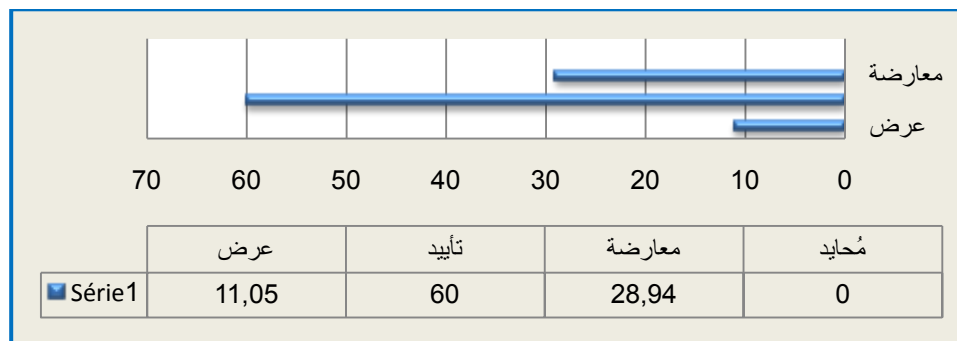 معارضة
عرض
70 60 50 40 30 20 10 0
عرض تأييد معارضة مُحايد
Série1 11,05 60 28,94 0